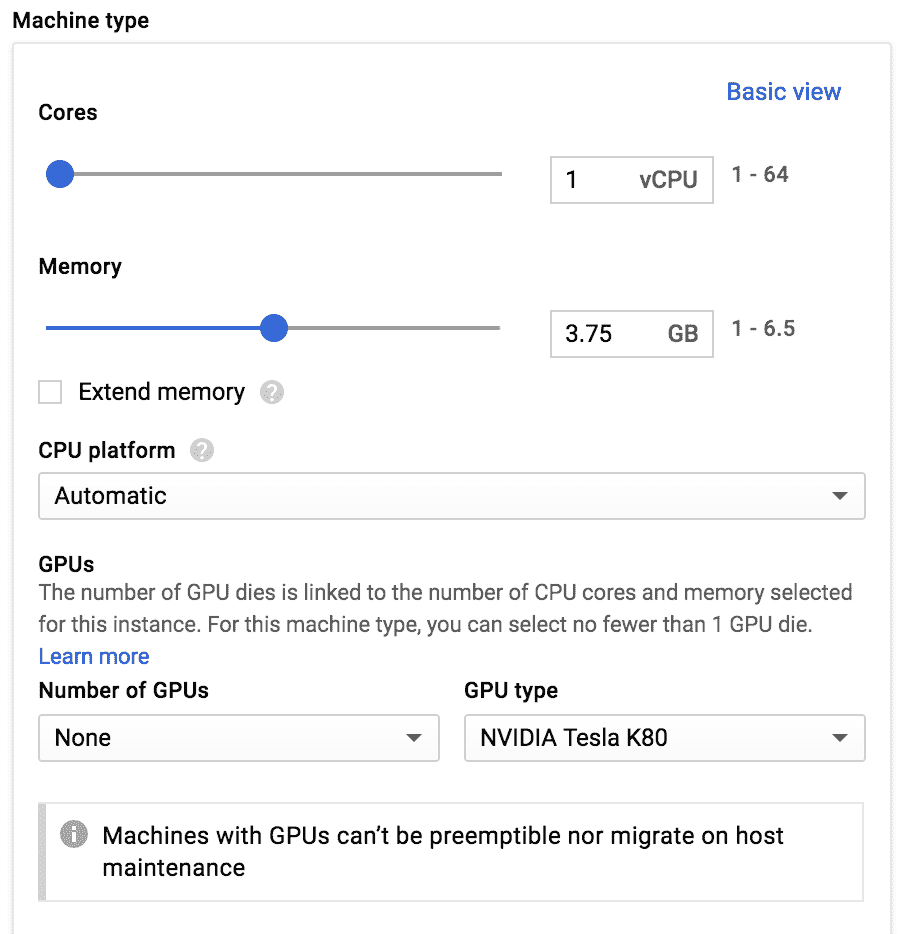 Machine type
Basic view
Cores
1 vCPU 1 - 64
Memory
3.75 GB 1 - 6.5
Extend memory ?
CPU platform ?
Automatic
GPUs
The number of GPU dies is linked to the number of CPU cores and memory selected
for this instance. For this machine type, you can select no fewer than 1 GPU die.
Learn more
Number of GPUs GPU type
None NVIDIA Tesla K80
Machines with GPUs can’t be preemptible nor migrate on host
maintenance